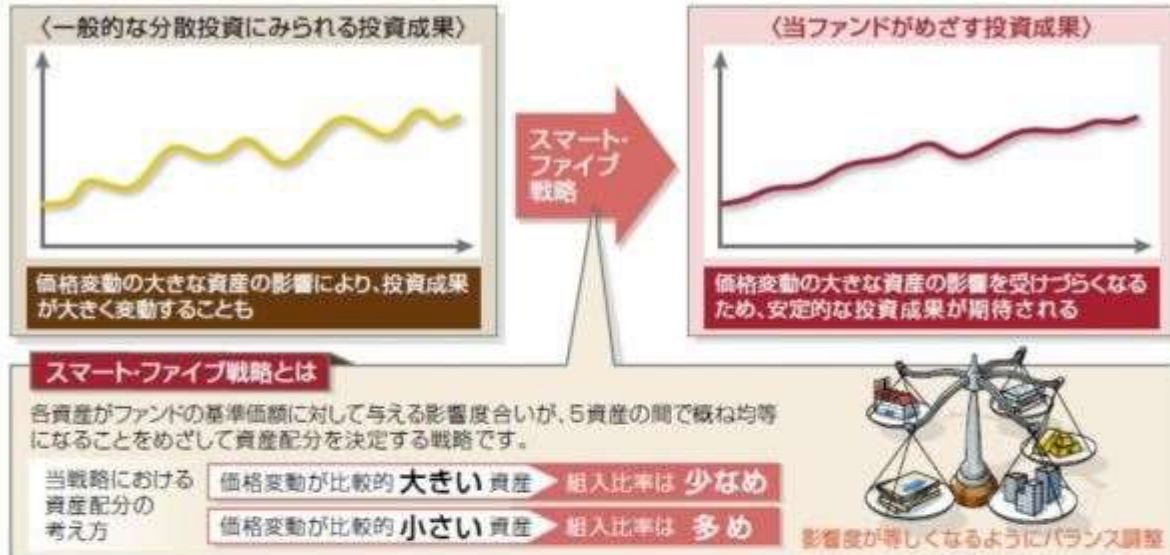 〈一般的な分散投資にみられる投資成果〉
価格変動の大きな資産の影響により、投資成果
が大きく変動することも
スマート・
ファイブ
戦略
〈当ファンドがめざす投資成果〉
価格変動の大きな資産の影響を受けづらくなる
ため、安定的な投資成果が期待される
スマート・ファイブ戦略とは
各資産がファンドの基準価額に対して与える影響度合いが、5資産の間で概ね均等
になることをめざして資産配分を決定する戦略です。
当戦略における
資産配分の
考え方
価格変動が比較的 大きい 資産 組入比率は 少なめ
価格変動が比較的 小さい 資産 組入比率は 多め
影響度が等しくなるようにバランス調整